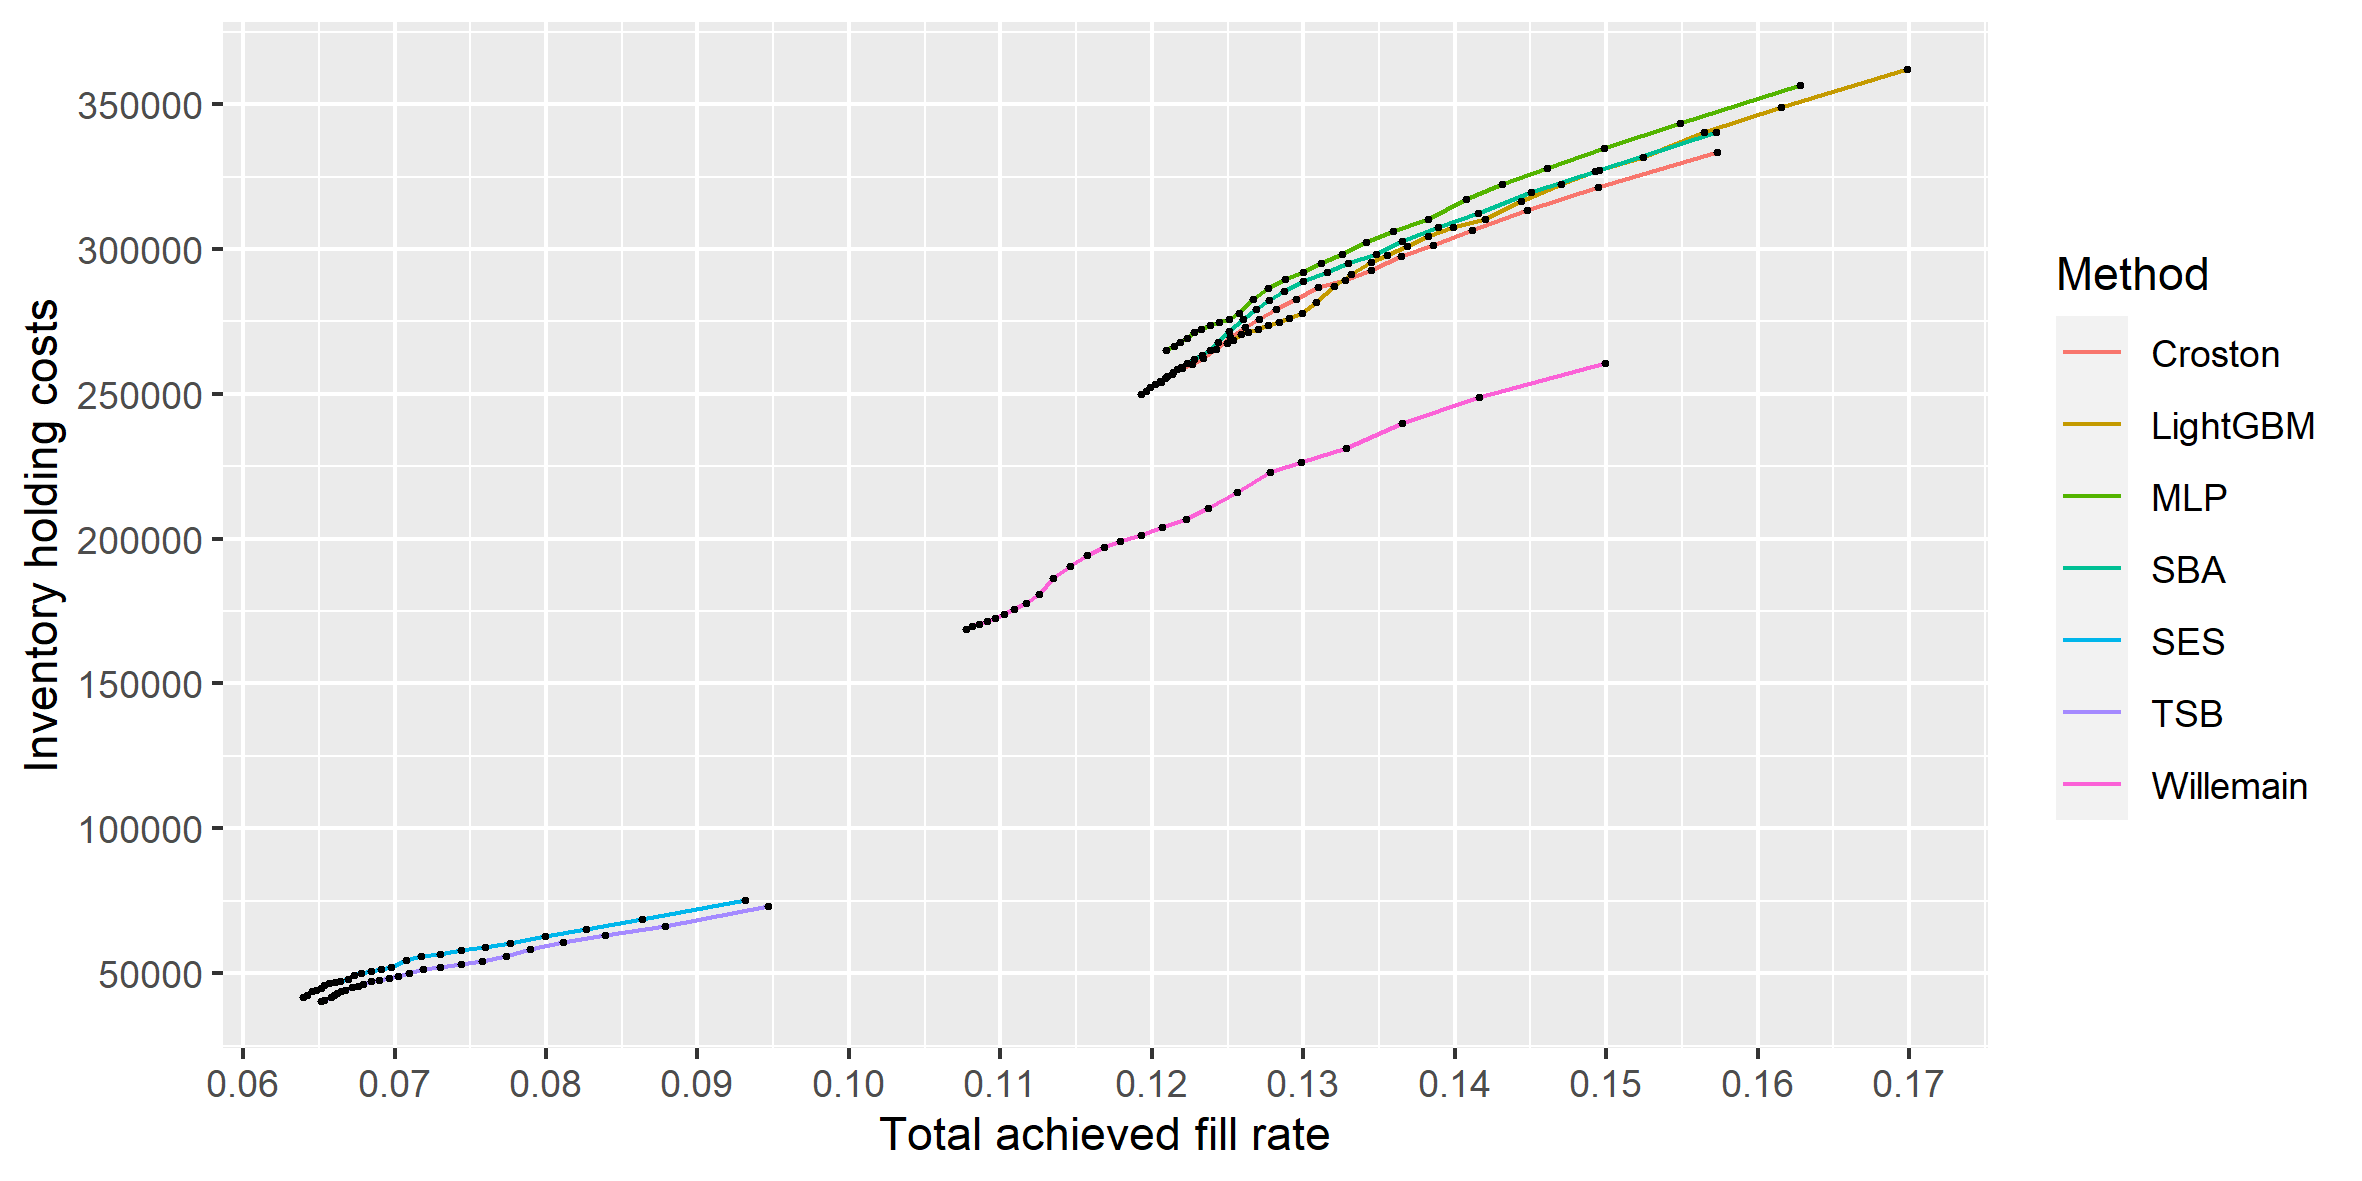 350000
300000
250000
200000
150000
100000
50000
Inventory holding costs
0.06 0.07 0.08 0.09 0.10 0.11 0.12 0.13 0.14 0.15 0.16 0.17
Total achieved fill rate
Method
Croston
LightGBM
MLP
SBA
SES
TSB
Willemain